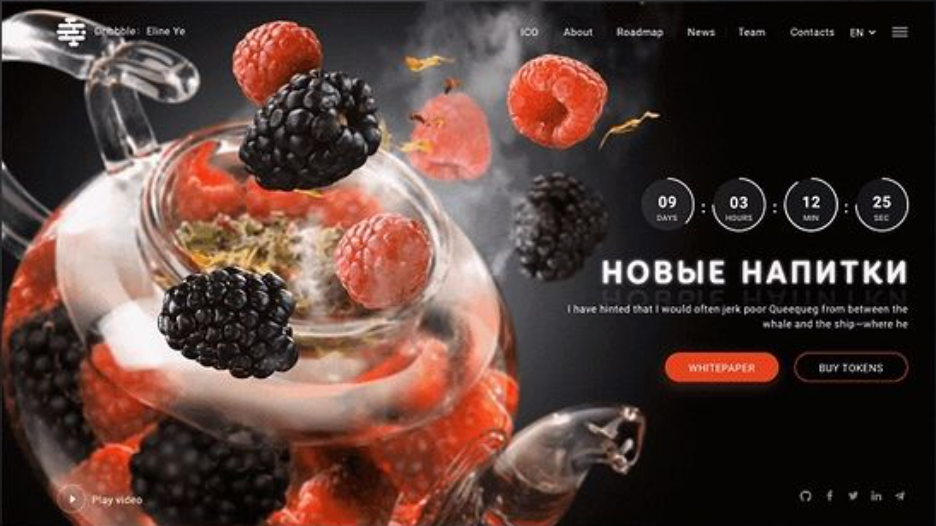 Dribbble: Eline Ye
ICO About Roadmap News Team Contacts EN
09 : 03 : 12 : 25
DAYS HOURS MIN SEC
НОВЫЕ НАПИТКИ
I have hinted that I would often jerk poor Queequeg from between the
whale and the ship—where he
WHITEPAPER BUY TOKENS
Play video